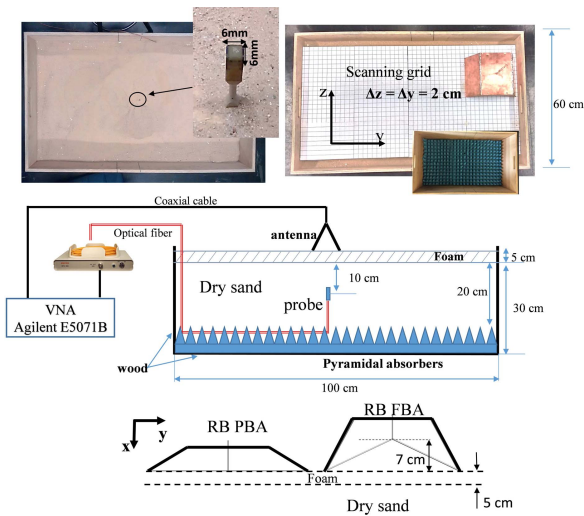 6mm
6mm
Scanning grid
Δz = Δy = 2 cm
z
y
60 cm
Coaxial cable
Optical fiber
antenna
Foam
5 cm
Dry sand
10 cm
probe
20 cm
30 cm
VNA
Agilent E5071B
wood
Pyramidal absorbers
100 cm
y
x
RB PBA
RB FBA
7 cm
Foam
Dry sand
5 cm